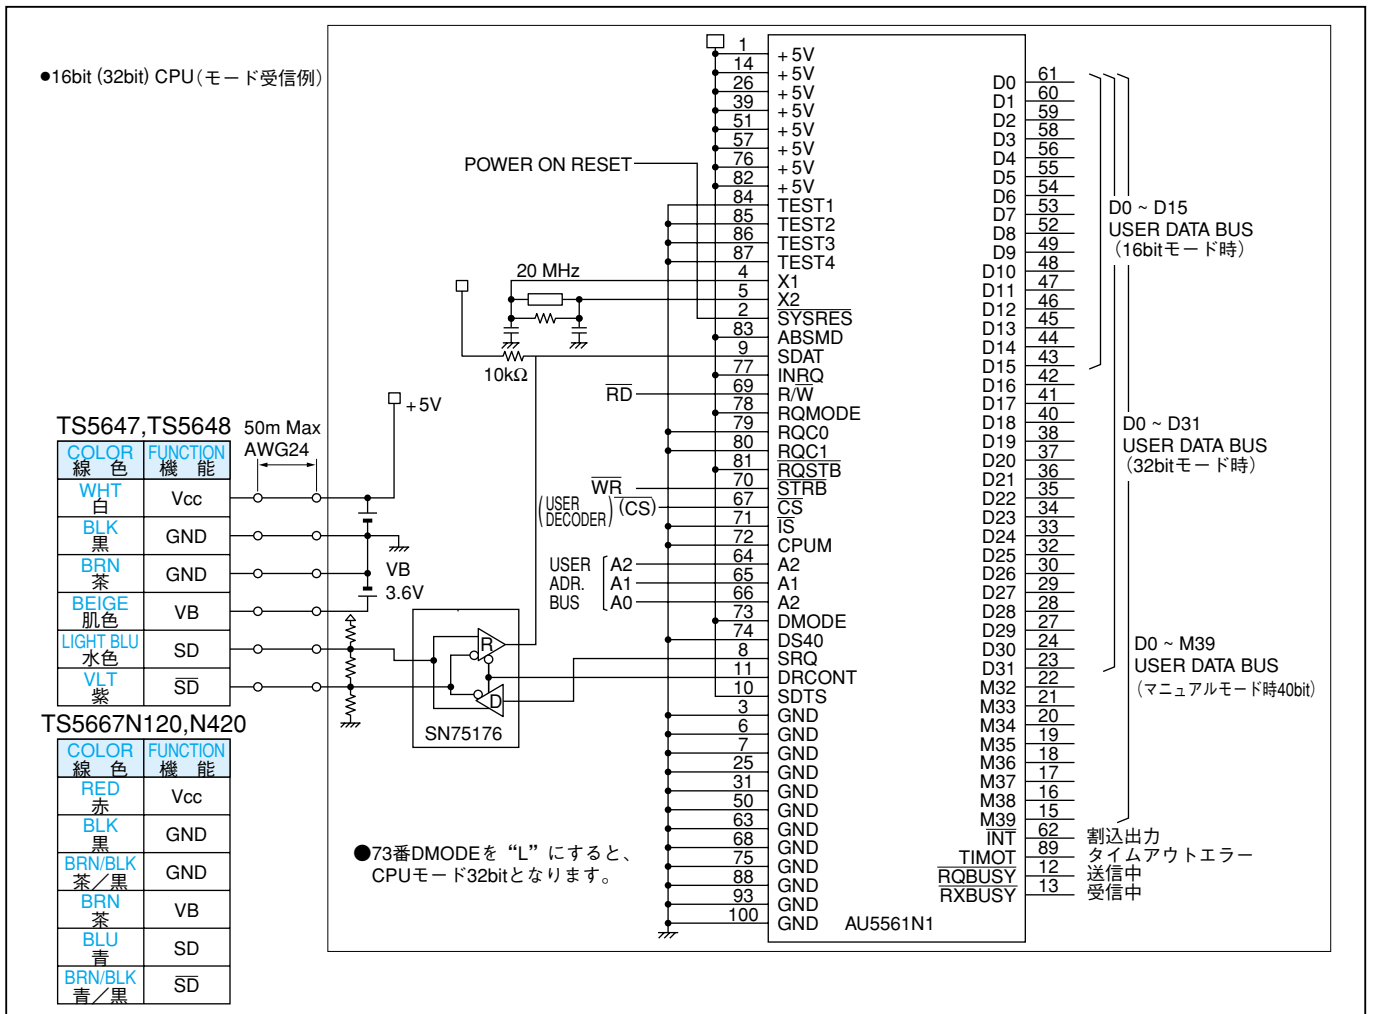 ●16bit (32bit) CPU(モード受信例)
POWER ON RESET
20 MHz
10kΩ
RD
WR
(USER DECODER) (CS)
USER ADR. BUS
A2
A1
A0
+5V
50m Max
AWG24
VB
3.6V
R
D
SN75176
TS5647,TS5648
COLOR FUNCTION
線 色 機 能
WHT
白 Vcc
BLK
黒 GND
BRN
茶 GND
BEIGE
肌色 VB
LIGHT BLU
水色 SD
VLT
紫 SD
TS5667N120,N420
COLOR FUNCTION
線 色 機 能
RED
赤 Vcc
BLK
黒 GND
BRN/BLK
茶/黒 GND
BRN
茶 VB
BLU
青 SD
BRN/BLK
青/黒 SD
●73番DMODEを“L”にすると、
CPUモード32bitとなります。
1 +5V
14 +5V
26 +5V
39 +5V
51 +5V
57 +5V
76 +5V
82 +5V
84 TEST1
85 TEST2
86 TEST3
87 TEST4
4 X1
5 X2
2 SYSRES
83 ABSMD
9 SDAT
77 INRQ
69 R/W
78 RQMODE
79 RQC0
80 RQC1
81 RQSTB
70 STRB
67 CS
71 IS
72 CPUM
64 A2
65 A1
66 A2
73 DMODE
74 DS40
8 SRQ
11 DRCONT
10 SDTS
3 GND
6 GND
7 GND
25 GND
31 GND
50 GND
63 GND
68 GND
75 GND
88 GND
93 GND
100 GND
AU5561N1
D0 61
D1 60
D2 59
D3 58
D4 56
D5 55
D6 54
D7 53
D8 52
D9 49
D10 48
D11 47
D12 46
D13 45
D14 44
D15 43
D16 42
D17 41
D18 40
D19 38
D20 37
D21 36
D22 35
D23 34
D24 33
D25 32
D26 30
D27 29
D28 28
D29 27
D30 24
D31 23
M32 22
M33 21
M34 20
M35 19
M36 18
M37 17
M38 16
M39 15
INT 62 割込出力
TIMOT 89 タイムアウトエラー
RQBUSY 12 送信中
RXBUSY 13 受信中
D0 ~ D15
USER DATA BUS
(16bitモード時)
D0 ~ D31
USER DATA BUS
(32bitモード時)
D0 ~ M39
USER DATA BUS
(マニュアルモード時40bit)